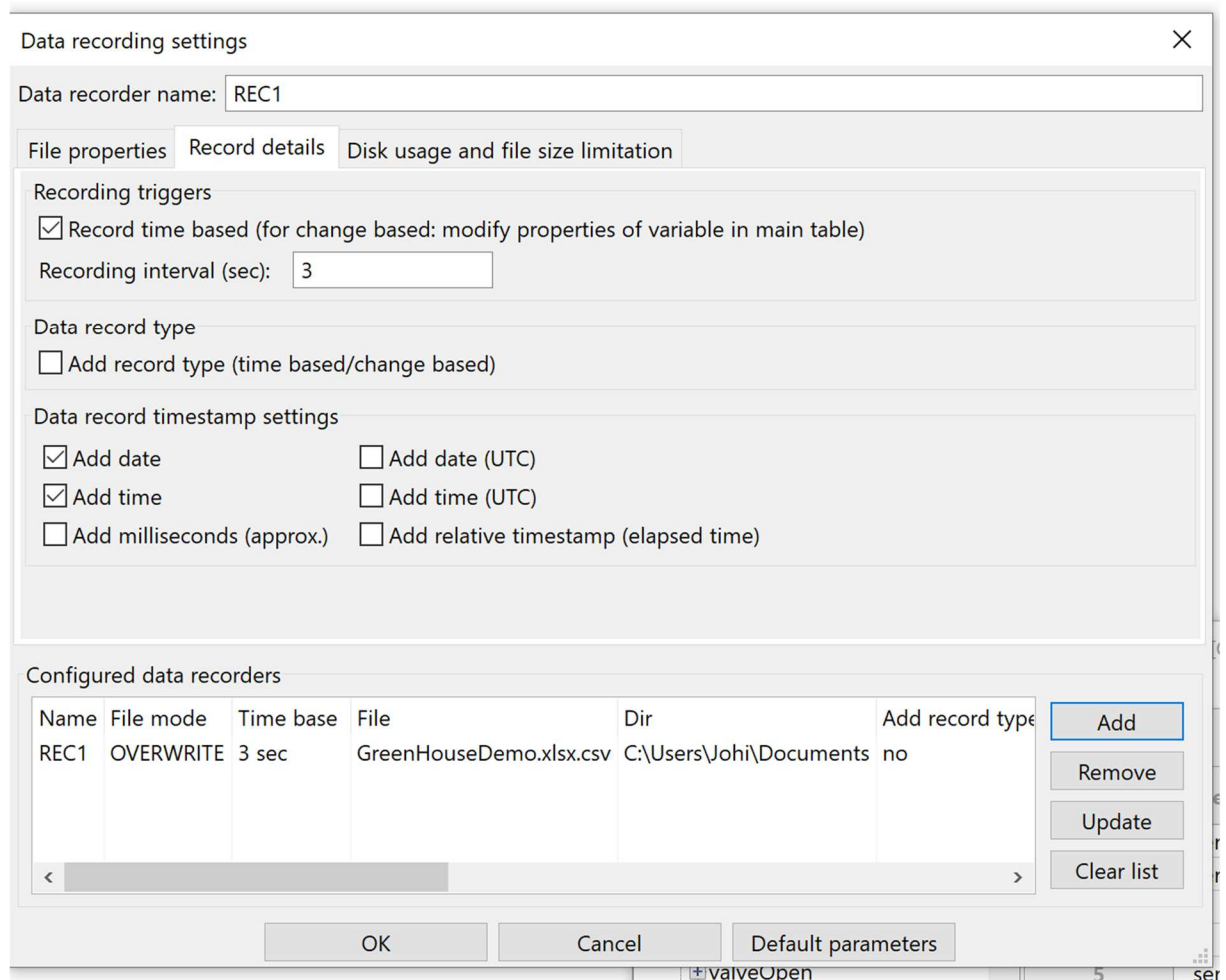 Data recording settings
Data recorder name: REC1
File properties Record details Disk usage and file size limitation
Recording triggers
Record time based (for change based: modify properties of variable in main table)
Recording interval (sec): 3
Data record type
Add record type (time based/change based)
Data record timestamp settings
Add date Add date (UTC)
Add time Add time (UTC)
Add milliseconds (approx.) Add relative timestamp (elapsed time)
Configured data recorders
Name File mode Time base File Dir Add record type
REC1 OVERWRITE 3 sec GreenHouseDemo.xlsx.csv C:\Users\Johi\Documents no
Add
Remove
Update
Clear list
OK Cancel Default parameters
valveOpen 5 ser